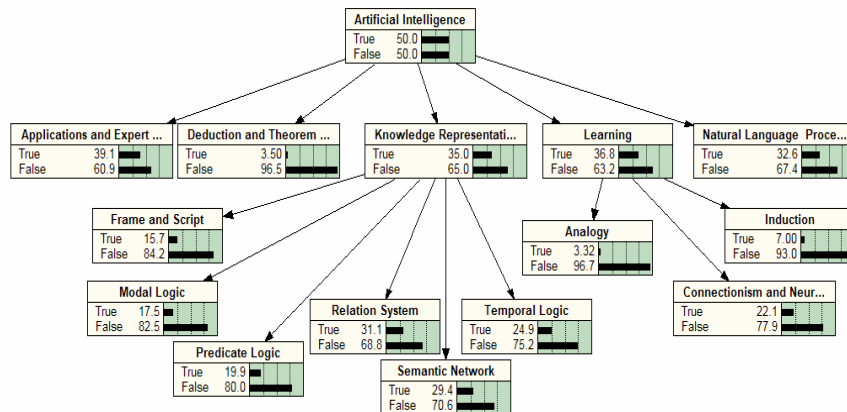 Artificial Intelligence
True 50.0
False 50.0
Applications and Expert ...
True 39.1
False 60.9
Deduction and Theorem ...
True 3.50
False 96.5
Knowledge Representati...
True 35.0
False 65.0
Learning
True 36.8
False 63.2
Natural Language Proce...
True 32.6
False 67.4
Frame and Script
True 15.7
False 84.2
Analogy
True 3.32
False 96.7
Induction
True 7.00
False 93.0
Modal Logic
True 17.5
False 82.5
Relation System
True 31.1
False 68.8
Temporal Logic
True 24.9
False 75.2
Connectionism and Neur...
True 22.1
False 77.9
Predicate Logic
True 19.9
False 80.0
Semantic Network
True 29.4
False 70.6